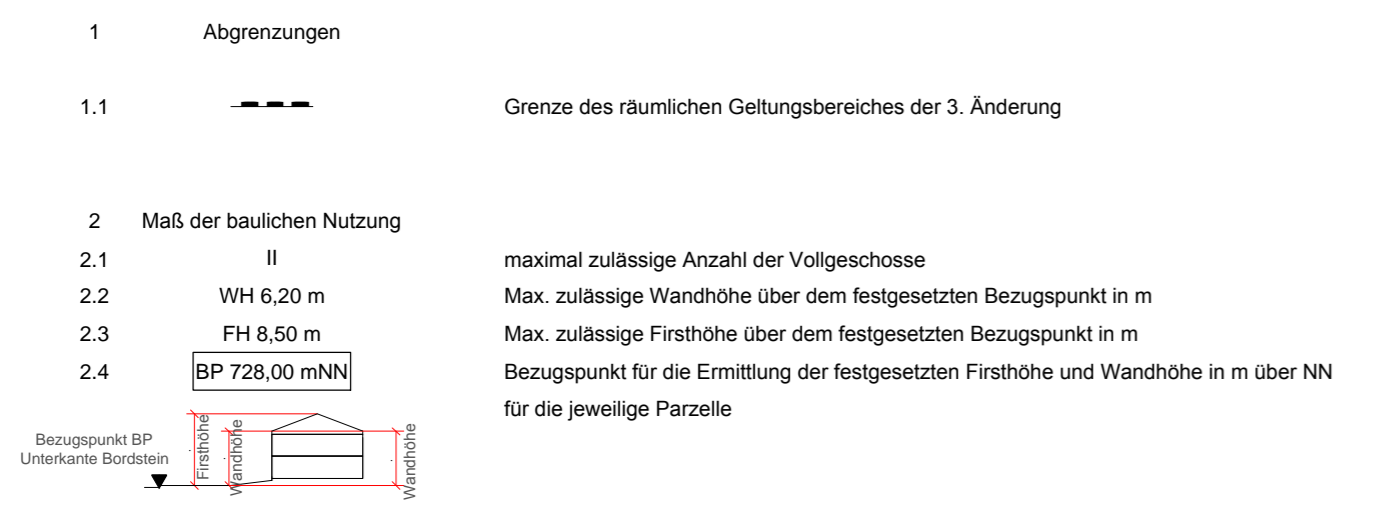 1 Abgrenzungen
1.1 Grenze des räumlichen Geltungsbereiches der 3. Änderung
2 Maß der baulichen Nutzung
2.1 II maximal zulässige Anzahl der Vollgeschosse
2.2 WH 6,20 m Max. zulässige Wandhöhe über dem festgesetzten Bezugspunkt in m
2.3 FH 8,50 m Max. zulässige Firsthöhe über dem festgesetzten Bezugspunkt in m
2.4 BP 728,00 mNN Bezugspunkt für die Ermittlung der festgesetzten Firsthöhe und Wandhöhe in m über NN
für die jeweilige Parzelle
Bezugspunkt BP
Unterkante Bordstein
Firsthöhe
Wandhöhe
Wandhöhe